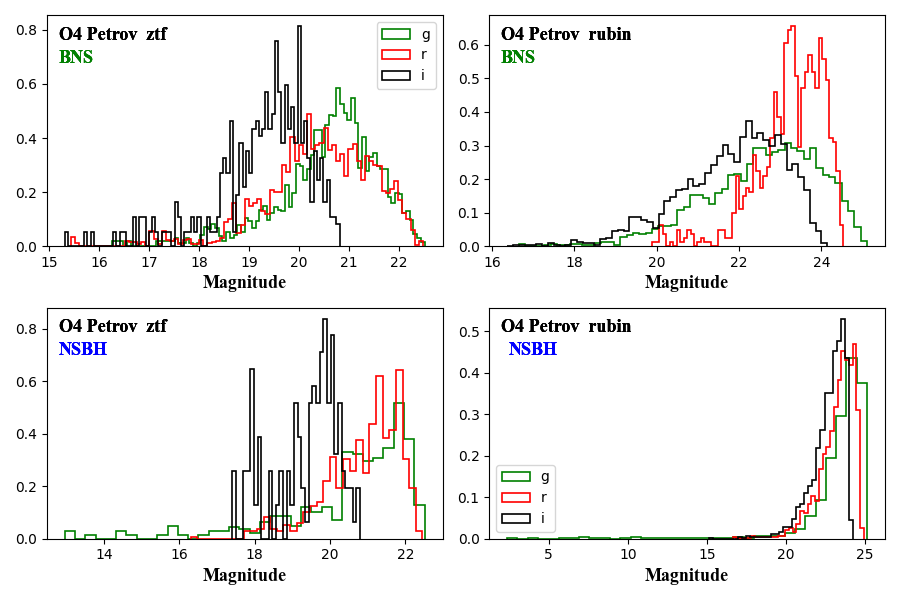 O4 Petrov ztf
BNS
g
r
i
0.0
0.2
0.4
0.6
0.8
15 16 17 18 19 20 21 22
Magnitude
O4 Petrov rubin
BNS
0.0
0.1
0.2
0.3
0.4
0.5
0.6
16 18 20 22 24
Magnitude
O4 Petrov ztf
NSBH
0.0
0.2
0.4
0.6
0.8
14 16 18 20 22
Magnitude
O4 Petrov rubin
NSBH
g
r
i
0.0
0.1
0.2
0.3
0.4
0.5
5 10 15 20 25
Magnitude